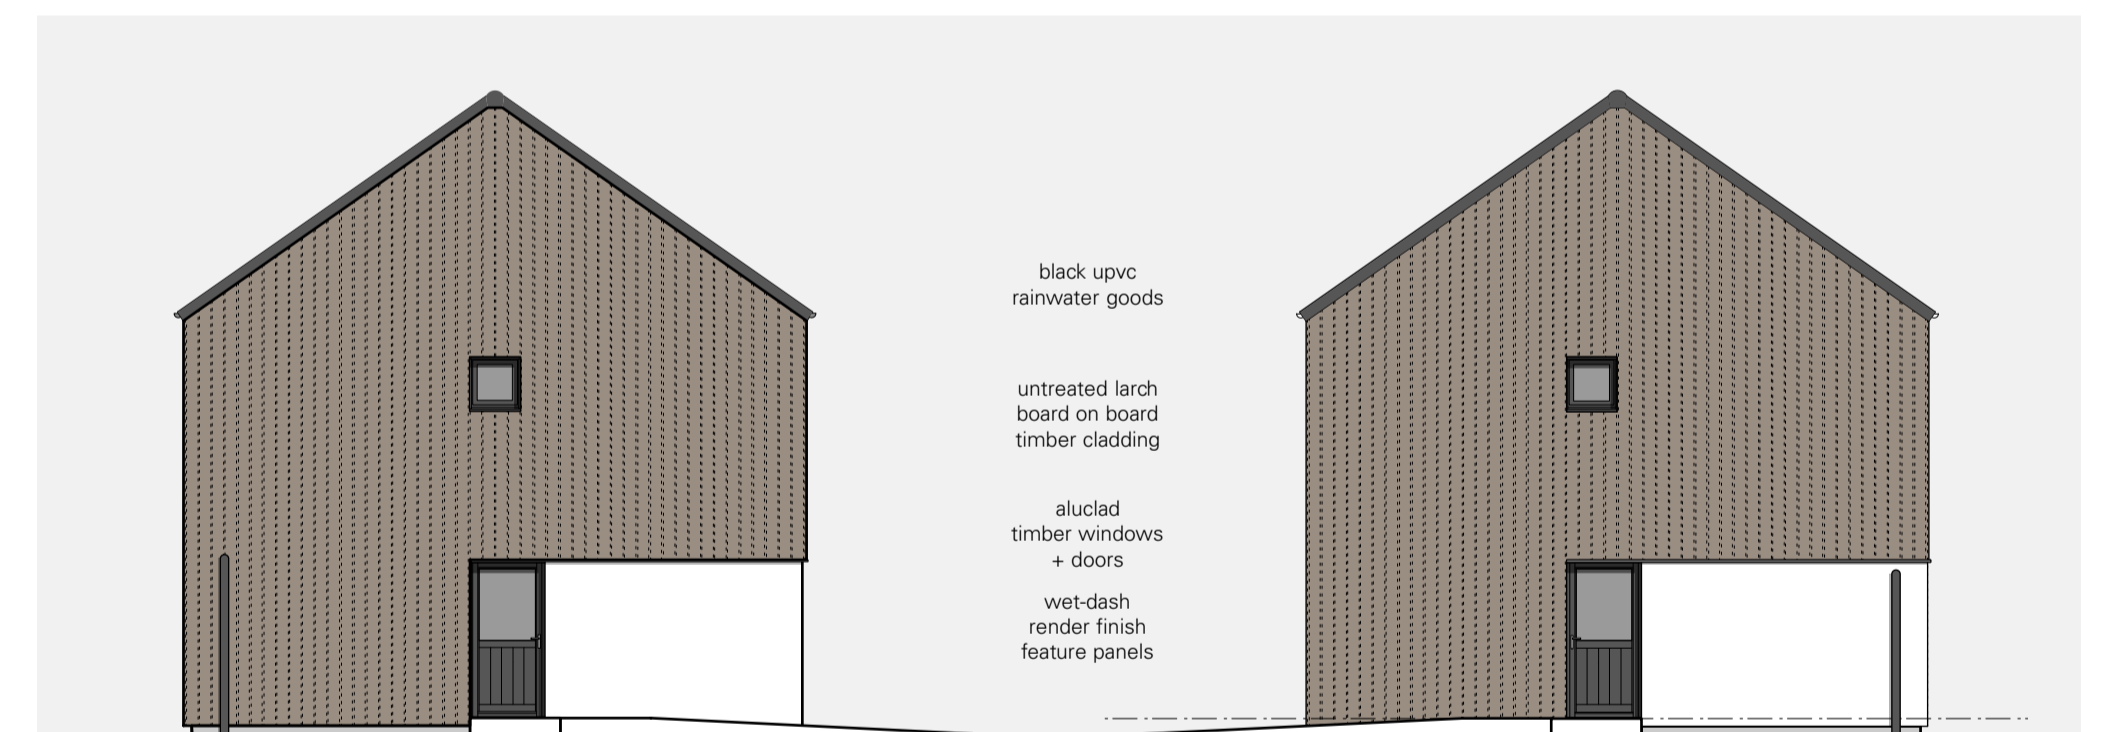 black upvc
rainwater goods
untreated larch
board on board
timber cladding
aluclad
timber windows
+ doors
wet-dash
render finish
feature panels